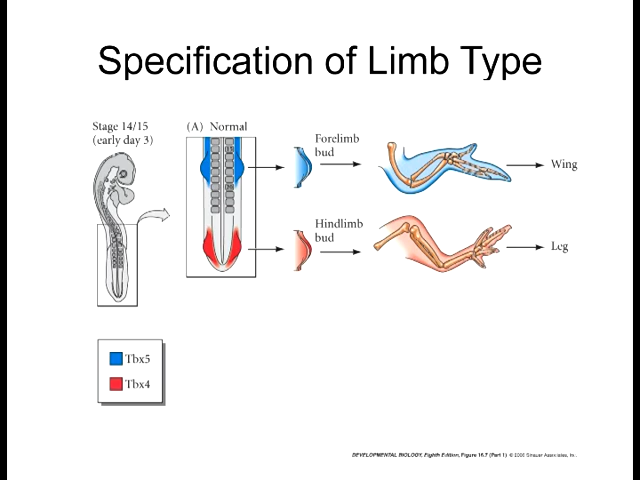 Specification of Limb Type
Stage 14/15
(early day 3)
(A) Normal
Forelimb
bud
Wing
Hindlimb
bud
Leg
Tbx5
Tbx4
DEVELOPMENTAL BIOLOGY, Eighth Edition, Figure 16.7 (Part 1) © 2006 Sinauer Associates, Inc.